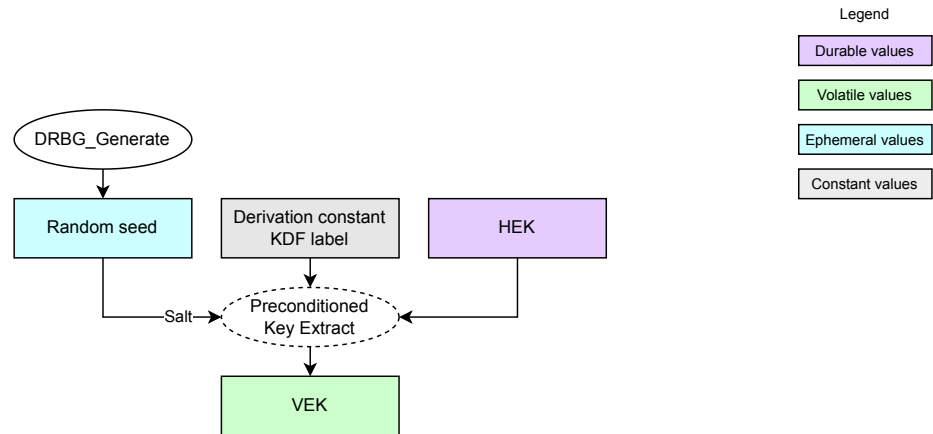 Legend
Durable values
Volatile values
Ephemeral values
Constant values
DRBG_Generate
Random seed
Derivation constant
KDF label
HEK
Salt
Preconditioned
Key Extract
VEK